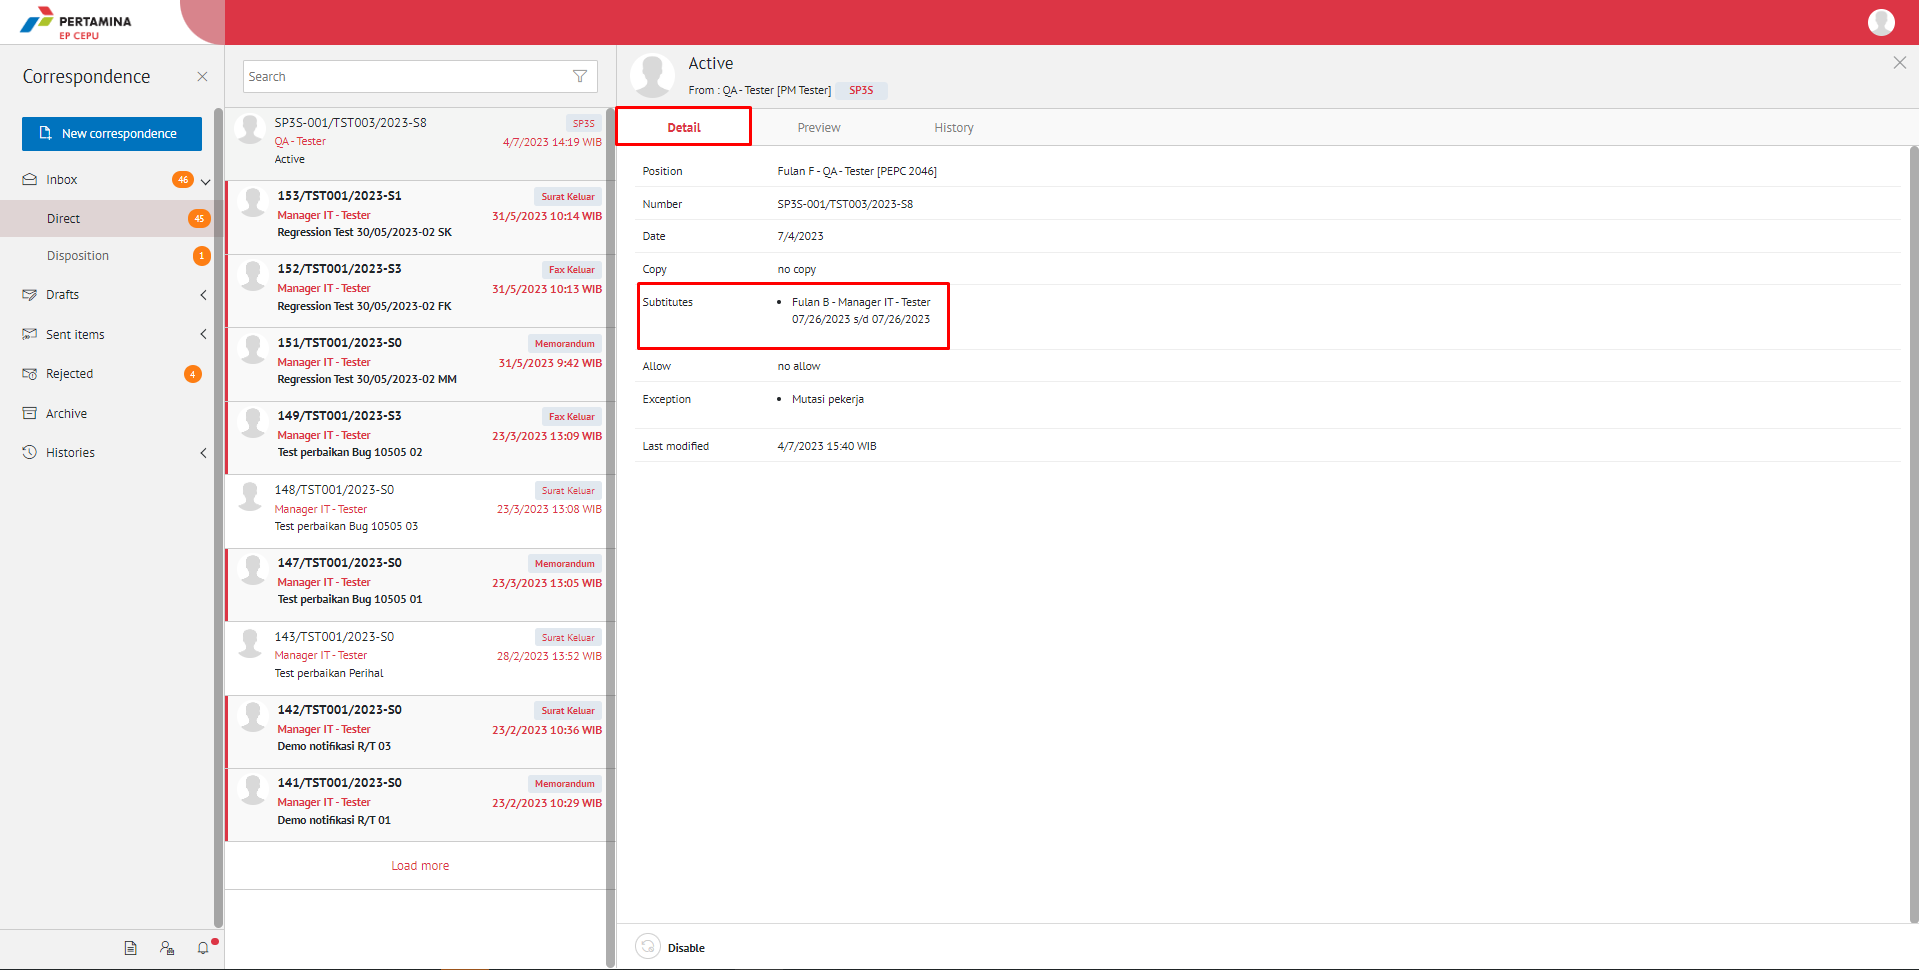 PERTAMINA
EP CEPU
Correspondence
New correspondence
Inbox 46
Direct 45
Disposition 1
Drafts
Sent items
Rejected 4
Archive
Histories
Search
SP3S-001/TST003/2023-S8 SP3S
QA - Tester 4/7/2023 14:19 WIB
Active
153/TST001/2023-S1 Surat Keluar
Manager IT - Tester 31/5/2023 10:14 WIB
Regression Test 30/05/2023-02 SK
152/TST001/2023-S3 Fax Keluar
Manager IT - Tester 31/5/2023 10:13 WIB
Regression Test 30/05/2023-02 FK
151/TST001/2023-S0 Memorandum
Manager IT - Tester 31/5/2023 9:42 WIB
Regression Test 30/05/2023-02 MM
149/TST001/2023-S3 Fax Keluar
Manager IT - Tester 23/3/2023 13:09 WIB
Test perbaikan Bug 10505 02
148/TST001/2023-S0 Surat Keluar
Manager IT - Tester 23/3/2023 13:08 WIB
Test perbaikan Bug 10505 03
147/TST001/2023-S0 Memorandum
Manager IT - Tester 23/3/2023 13:05 WIB
Test perbaikan Bug 10505 01
143/TST001/2023-S0 Surat Keluar
Manager IT - Tester 28/2/2023 13:52 WIB
Test perbaikan Perihal
142/TST001/2023-S0 Surat Keluar
Manager IT - Tester 23/2/2023 10:36 WIB
Demo notifikasi R/T 03
141/TST001/2023-S0 Memorandum
Manager IT - Tester 23/2/2023 10:29 WIB
Demo notifikasi R/T 01
Load more
Active
From : QA - Tester [PM Tester] SP3S
Detail Preview History
Position Fulan F - QA - Tester [PEPC 2046]
Number SP3S-001/TST003/2023-S8
Date 7/4/2023
Copy no copy
Subtitutes • Fulan B - Manager IT - Tester
07/26/2023 s/d 07/26/2023
Allow no allow
Exception • Mutasi pekerja
Last modified 4/7/2023 15:40 WIB
Disable